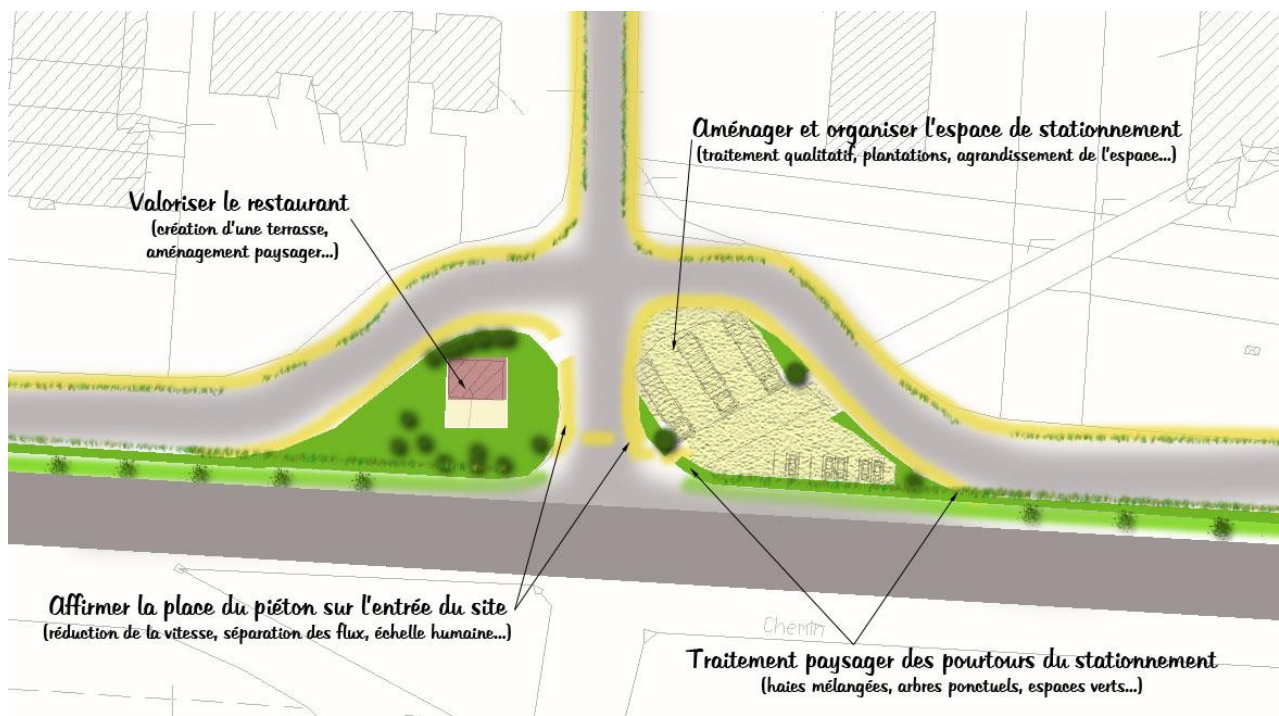 Aménager et organiser l'espace de stationnement
(traitement qualitatif, plantations, agrandissement de l'espace...)
Valoriser le restaurant
(création d'une terrasse,
aménagement paysager...)
Affirmer la place du piéton sur l'entrée du site
(réduction de la vitesse, séparation des flux, échelle humaine...)
Chemin
Traitement paysager des pourtours du stationnement
(haies mélangées, arbres ponctuels, espaces verts...)